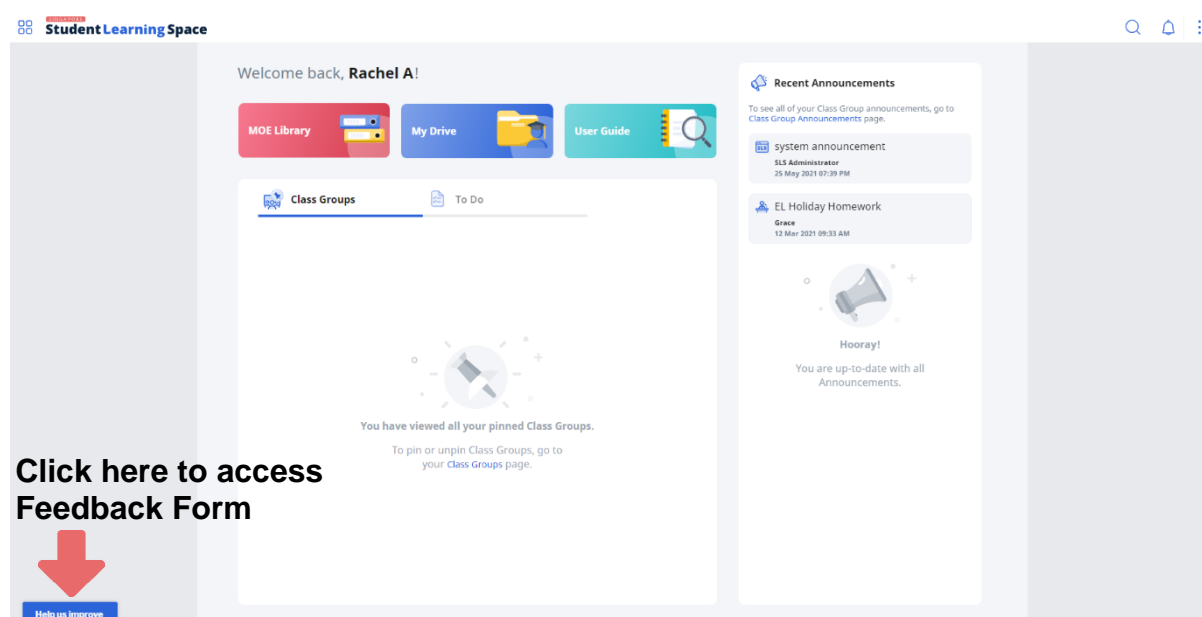 SINGAPORE
Student Learning Space
Welcome back, Rachel A!
MOE Library
My Drive
User Guide
Class Groups
To Do
You have viewed all your pinned Class Groups.
To pin or unpin Class Groups, go to
your Class Groups page.
Recent Announcements
To see all of your Class Group announcements, go to
Class Group Announcements page.
SLS
system announcement
SLS Administrator
25 May 2021 07:39 PM
EL Holiday Homework
Grace
12 Mar 2021 09:33 AM
Hooray!
You are up-to-date with all
Announcements.
Click here to access
Feedback Form
Help us improve